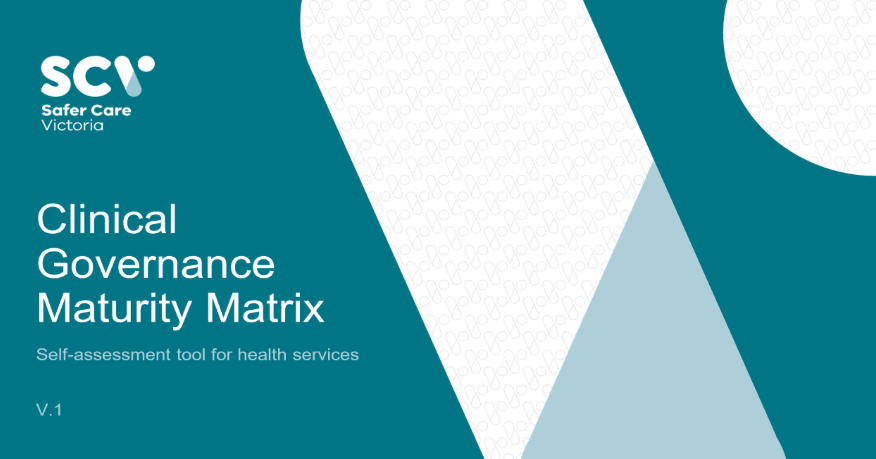 SCV
Safer Care
Victoria
Clinical
Governance
Maturity Matrix
Self-assessment tool for health services
V.1